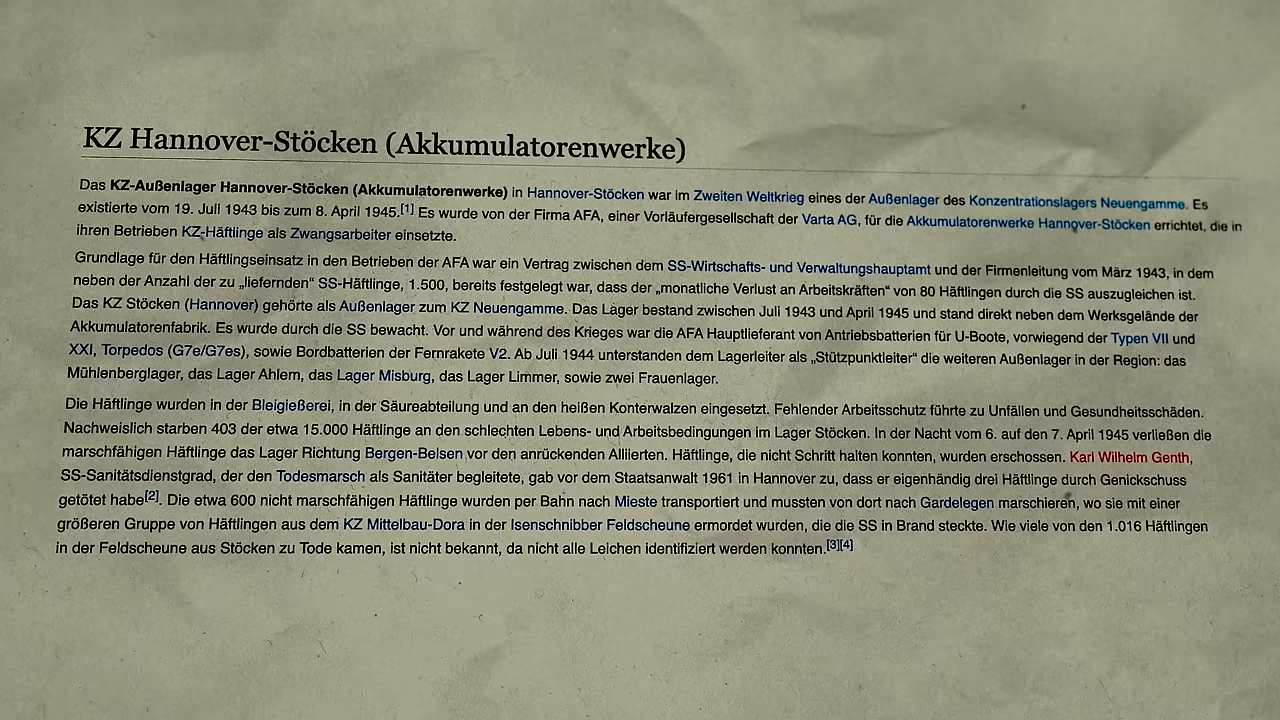 KZ Hannover-Stöcken (Akkumulatorenwerke)
Das KZ-Außenlager Hannover-Stöcken (Akkumulatorenwerke) in Hannover-Stöcken war im Zweiten Weltkrieg eines der Außenlager des Konzentrationslagers Neuengamme. Es
existierte vom 19. Juli 1943 bis zum 8. April 1945.[1] Es wurde von der Firma AFA, einer Vorläufergesellschaft der Varta AG, für die Akkumulatorenwerke Hannover-Stöcken errichtet, die in
ihren Betrieben KZ-Häftlinge als Zwangsarbeiter einsetzte.
Grundlage für den Häftlingseinsatz in den Betrieben der AFA war ein Vertrag zwischen dem SS-Wirtschafts- und Verwaltungshauptamt und der Firmenleitung vom März 1943, in dem
neben der Anzahl der zu „liefernden“ SS-Häftlinge, 1.500, bereits festgelegt war, dass der „monatliche Verlust an Arbeitskräften“ von 80 Häftlingen durch die SS auszugleichen ist.
Das KZ Stöcken (Hannover) gehörte als Außenlager zum KZ Neuengamme. Das Lager bestand zwischen Juli 1943 und April 1945 und stand direkt neben dem Werksgelände der
Akkumulatorenfabrik. Es wurde durch die SS bewacht. Vor und während des Krieges war die AFA Hauptlieferant von Antriebsbatterien für U-Boote, vorwiegend der Typen VII und
XXI, Torpedos (G7e/G7es), sowie Bordbatterien der Fernrakete V2. Ab Juli 1944 unterstanden dem Lagerleiter als „Stützpunktleiter“ die weiteren Außenlager in der Region: das
Mühlenberglager, das Lager Ahlem, das Lager Misburg, das Lager Limmer, sowie zwei Frauenlager.
Die Häftlinge wurden in der Bleigießerei, in der Säureabteilung und an den heißen Konterwalzen eingesetzt. Fehlender Arbeitsschutz führte zu Unfällen und Gesundheitsschäden.
Nachweislich starben 403 der etwa 15.000 Häftlinge an den schlechten Lebens- und Arbeitsbedingungen im Lager Stöcken. In der Nacht vom 6. auf den 7. April 1945 verließen die
marschfähigen Häftlinge das Lager Richtung Bergen-Belsen vor den anrückenden Alliierten. Häftlinge, die nicht Schritt halten konnten, wurden erschossen. Karl Wilhelm Genth,
SS-Sanitätsdienstgrad, der den Todesmarsch als Sanitäter begleitete, gab vor dem Staatsanwalt 1961 in Hannover zu, dass er eigenhändig drei Häftlinge durch Genickschuss
getötet habe[2]. Die etwa 600 nicht marschfähigen Häftlinge wurden per Bahn nach Mieste transportiert und mussten von dort nach Gardelegen marschieren, wo sie mit einer
größeren Gruppe von Häftlingen aus dem KZ Mittelbau-Dora in der Isenschnibber Feldscheune ermordet wurden, die die SS in Brand steckte. Wie viele von den 1.016 Häftlingen
in der Feldscheune aus Stöcken zu Tode kamen, ist nicht bekannt, da nicht alle Leichen identifiziert werden konnten.[3][4]